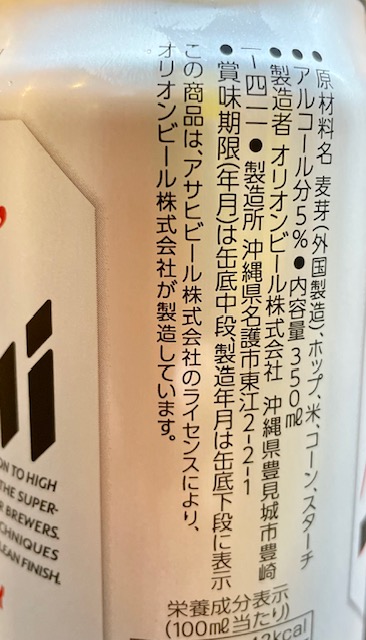 ●原材料名 麦芽(外国製造)、ホップ、米、コーン、スターチ
●アルコール分5%●内容量350㎖
●製造者 オリオンビール株式会社 沖縄県豊見城市豊崎
1-411●製造所 沖縄県名護市東江2-2-1
●賞味期限(年月)は缶底中段、製造年月は缶底下段に表示
この商品は、アサヒビール株式会社のライセンスにより、
オリオンビール株式会社が製造しています。
栄養成分表示
(100㎖当たり)
kcal
ON TO HIGH
THE SUPER-
R BREWERS.
CHNIQUES
LEAN FINISH.